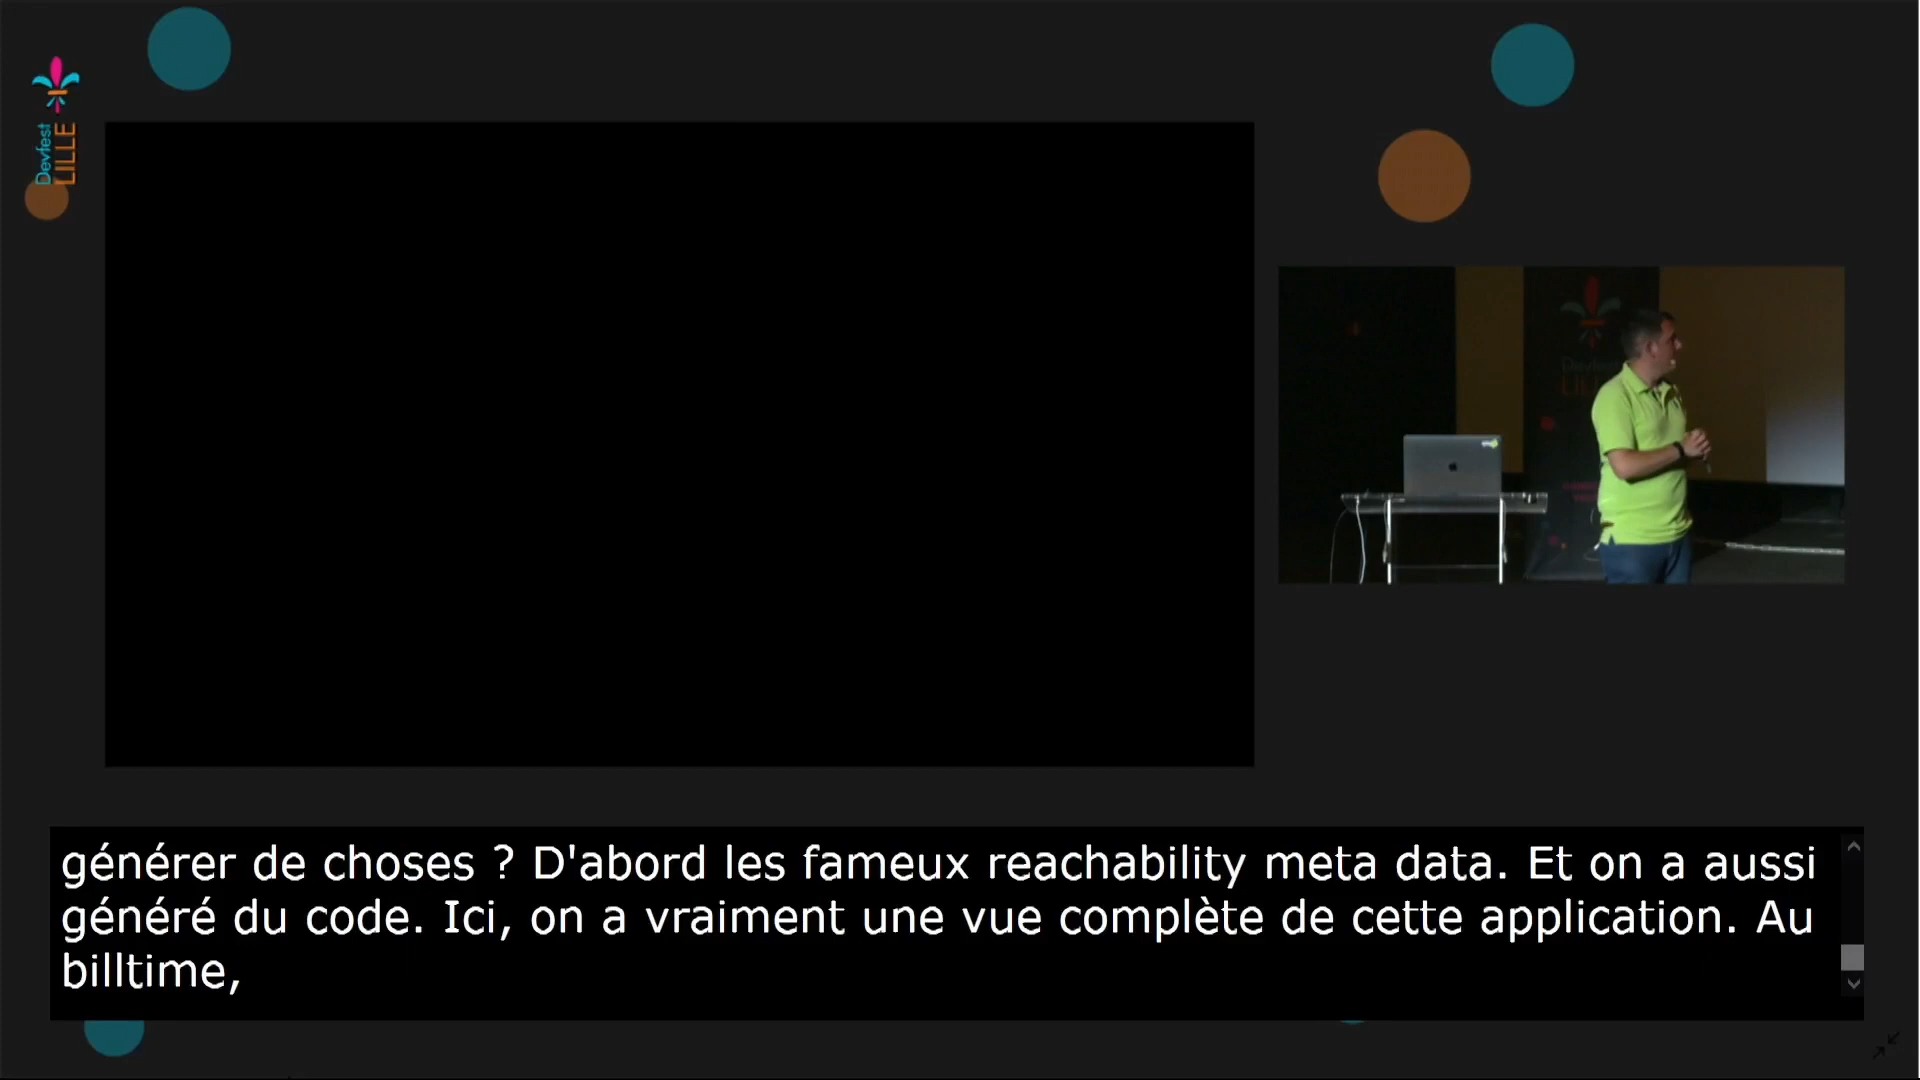 Devfest
LILLE
générer de choses ? D'abord les fameux reachability meta data. Et on a aussi
généré du code. Ici, on a vraiment une vue complète de cette application. Au
billtime,